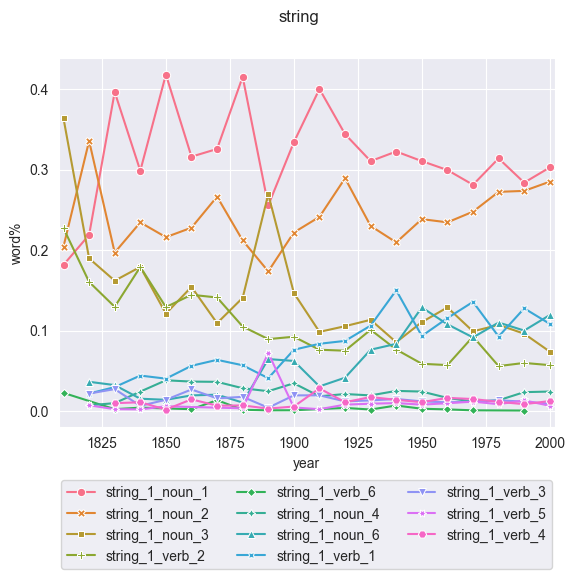 string
0.4
0.3
0.2
0.1
0.0
word%
1825 1850 1875 1900 1925 1950 1975 2000
year
string_1_noun_1 string_1_verb_6 string_1_verb_3
string_1_noun_2 string_1_noun_4 string_1_verb_5
string_1_noun_3 string_1_noun_6 string_1_verb_4
string_1_verb_2 string_1_verb_1